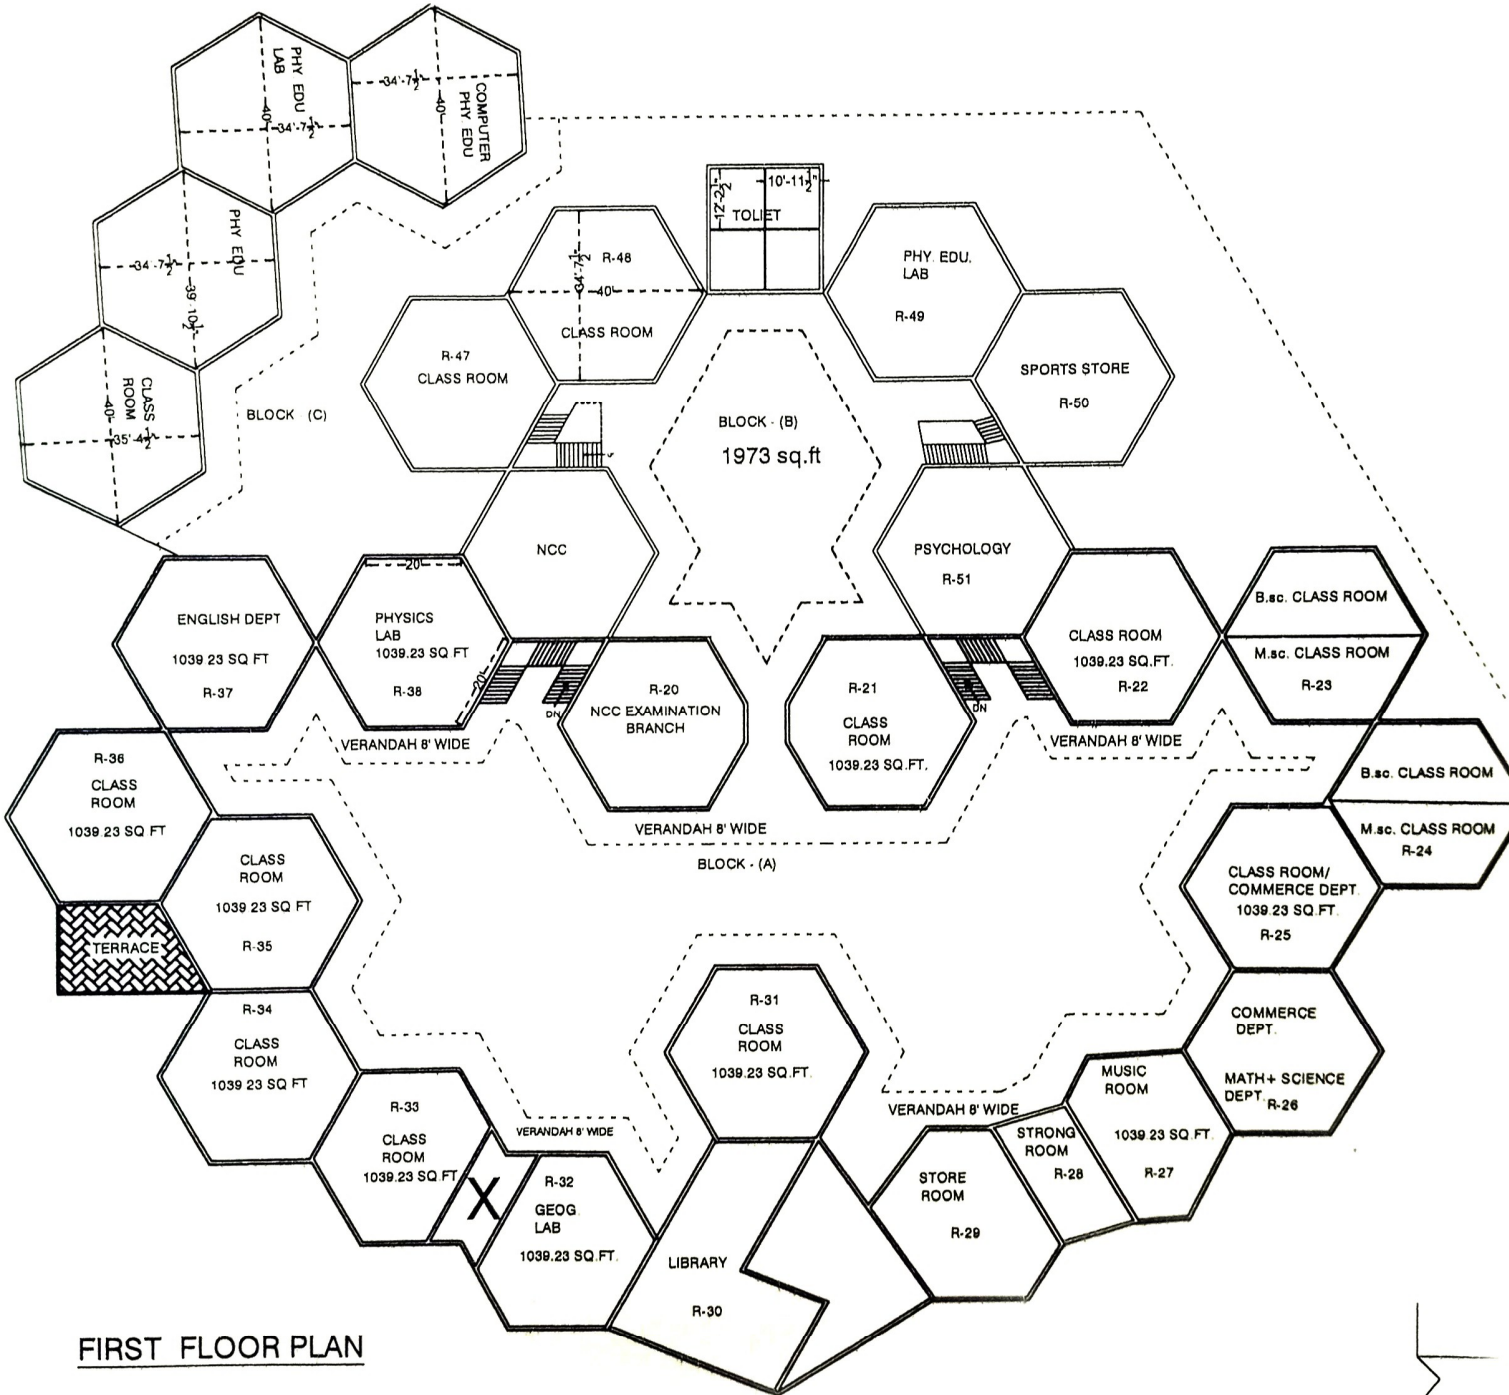 PHY EDU
LAB
40'
34'-7½"
COMPUTER
PHY. EDU
34'-7½"
40'
PHY EDU
34'-7½"
39'-10½"
CLASS
ROOM
40'
35'-4½"
BLOCK - (C)
R-48
34'-7½"
40'
CLASS ROOM
12'-2½"
10'-11½"
TOLIET
PHY. EDU.
LAB
R-49
R-47
CLASS ROOM
SPORTS STORE
R-50
BLOCK - (B)
1973 sq.ft
NCC
PSYCHOLOGY
R-51
ENGLISH DEPT
1039.23 SQ FT
R-37
20'
PHYSICS
LAB
1039.23 SQ FT
R-38
20'
DN
R-20
NCC EXAMINATION
BRANCH
R-21
CLASS
ROOM
1039.23 SQ.FT.
DN
CLASS ROOM
1039.23 SQ.FT.
R-22
B.sc. CLASS ROOM
M.sc. CLASS ROOM
R-23
VERANDAH 8' WIDE
VERANDAH 8' WIDE
R-36
CLASS
ROOM
1039.23 SQ FT
B.sc. CLASS ROOM
M.sc. CLASS ROOM
R-24
VERANDAH 8' WIDE
BLOCK - (A)
CLASS
ROOM
1039.23 SQ FT
R-35
TERRACE
CLASS ROOM/
COMMERCE DEPT.
1039.23 SQ.FT.
R-25
R-34
CLASS
ROOM
1039.23 SQ FT
R-31
CLASS
ROOM
1039.23 SQ.FT.
COMMERCE
DEPT.
MATH+ SCIENCE
DEPT.
R-26
R-33
CLASS
ROOM
1039.23 SQ.FT
VERANDAH 8' WIDE
VERANDAH 8' WIDE
MUSIC
ROOM
1039.23 SQ.FT.
R-27
STRONG
ROOM
R-28
X
R-32
GEOG.
LAB
1039.23 SQ.FT.
STORE
ROOM
R-29
LIBRARY
R-30
FIRST FLOOR PLAN